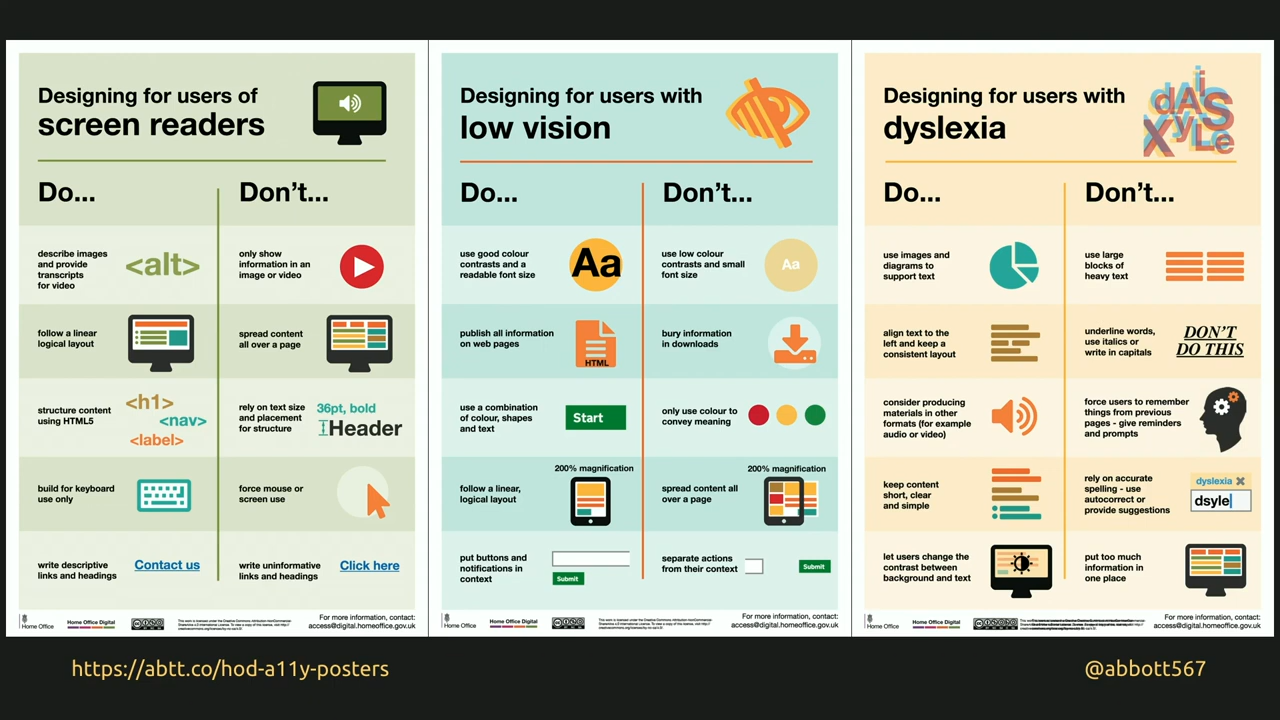 Designing for users of
screen readers
Do...
Don't...
describe images
and provide
transcripts
for video
<alt>
only show
information in an
image or video
follow a linear
logical layout
spread content
all over a page
structure content
using HTML5
<h1>
<nav>
<label>
rely on text size
and placement
for structure
36pt, bold
Header
build for keyboard
use only
force mouse or
screen use
write descriptive
links and headings
Contact us
write uninformative
links and headings
Click here
Home Office
Home Office Digital
For more information, contact:
access@digital.homeoffice.gov.uk
Designing for users with
low vision
Do...
Don't...
use good colour
contrasts and a
readable font size
Aa
use low colour
contrasts and small
font size
Aa
publish all information
on web pages
HTML
bury information
in downloads
use a combination
of colour, shapes
and text
Start
only use colour to
convey meaning
follow a linear,
logical layout
200% magnification
spread content all
over a page
200% magnification
put buttons and
notifications in
context
Submit
separate actions
from their context
Submit
Home Office
Home Office Digital
For more information, contact:
access@digital.homeoffice.gov.uk
Designing for users with
dyslexia
Do...
Don't...
use images and
diagrams to
support text
use large
blocks of
heavy text
align text to the
left and keep a
consistent layout
underline words,
use italics or
write in capitals
DON'T
DO THIS
consider producing
materials in other
formats (for example
audio or video)
force users to remember
things from previous
pages - give reminders
and prompts
keep content
short, clear
and simple
rely on accurate
spelling - use
autocorrect or
provide suggestions
dyslexia
dsyle
let users change the
contrast between
background and text
put too much
information in
one place
Home Office
Home Office Digital
For more information, contact:
access@digital.homeoffice.gov.uk
https://abtt.co/hod-a11y-posters
@abbott567